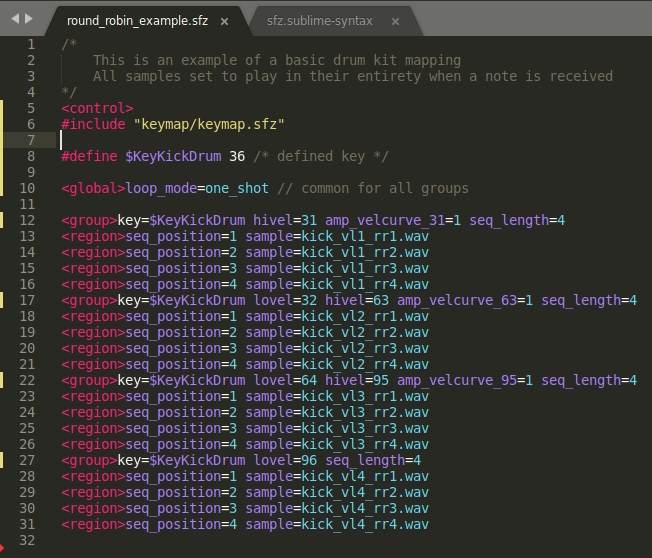 round_robin_example.sfz × sfz.sublime-syntax ×
1 /*
2 This is an example of a basic drum kit mapping
3 All samples set to play in their entirety when a note is received
4 */
5 <control>
6 #include "keymap/keymap.sfz"
7
8 #define $KeyKickDrum 36 /* defined key */
9
10 <global>loop_mode=one_shot // common for all groups
11
12 <group>key=$KeyKickDrum hivel=31 amp_velcurve_31=1 seq_length=4
13 <region>seq_position=1 sample=kick_vl1_rr1.wav
14 <region>seq_position=2 sample=kick_vl1_rr2.wav
15 <region>seq_position=3 sample=kick_vl1_rr3.wav
16 <region>seq_position=4 sample=kick_vl1_rr4.wav
17 <group>key=$KeyKickDrum lovel=32 hivel=63 amp_velcurve_63=1 seq_length=4
18 <region>seq_position=1 sample=kick_vl2_rr1.wav
19 <region>seq_position=2 sample=kick_vl2_rr2.wav
20 <region>seq_position=3 sample=kick_vl2_rr3.wav
21 <region>seq_position=4 sample=kick_vl2_rr4.wav
22 <group>key=$KeyKickDrum lovel=64 hivel=95 amp_velcurve_95=1 seq_length=4
23 <region>seq_position=1 sample=kick_vl3_rr1.wav
24 <region>seq_position=2 sample=kick_vl3_rr2.wav
25 <region>seq_position=3 sample=kick_vl3_rr3.wav
26 <region>seq_position=4 sample=kick_vl3_rr4.wav
27 <group>key=$KeyKickDrum lovel=96 seq_length=4
28 <region>seq_position=1 sample=kick_vl4_rr1.wav
29 <region>seq_position=2 sample=kick_vl4_rr2.wav
30 <region>seq_position=3 sample=kick_vl4_rr3.wav
31 <region>seq_position=4 sample=kick_vl4_rr4.wav
32